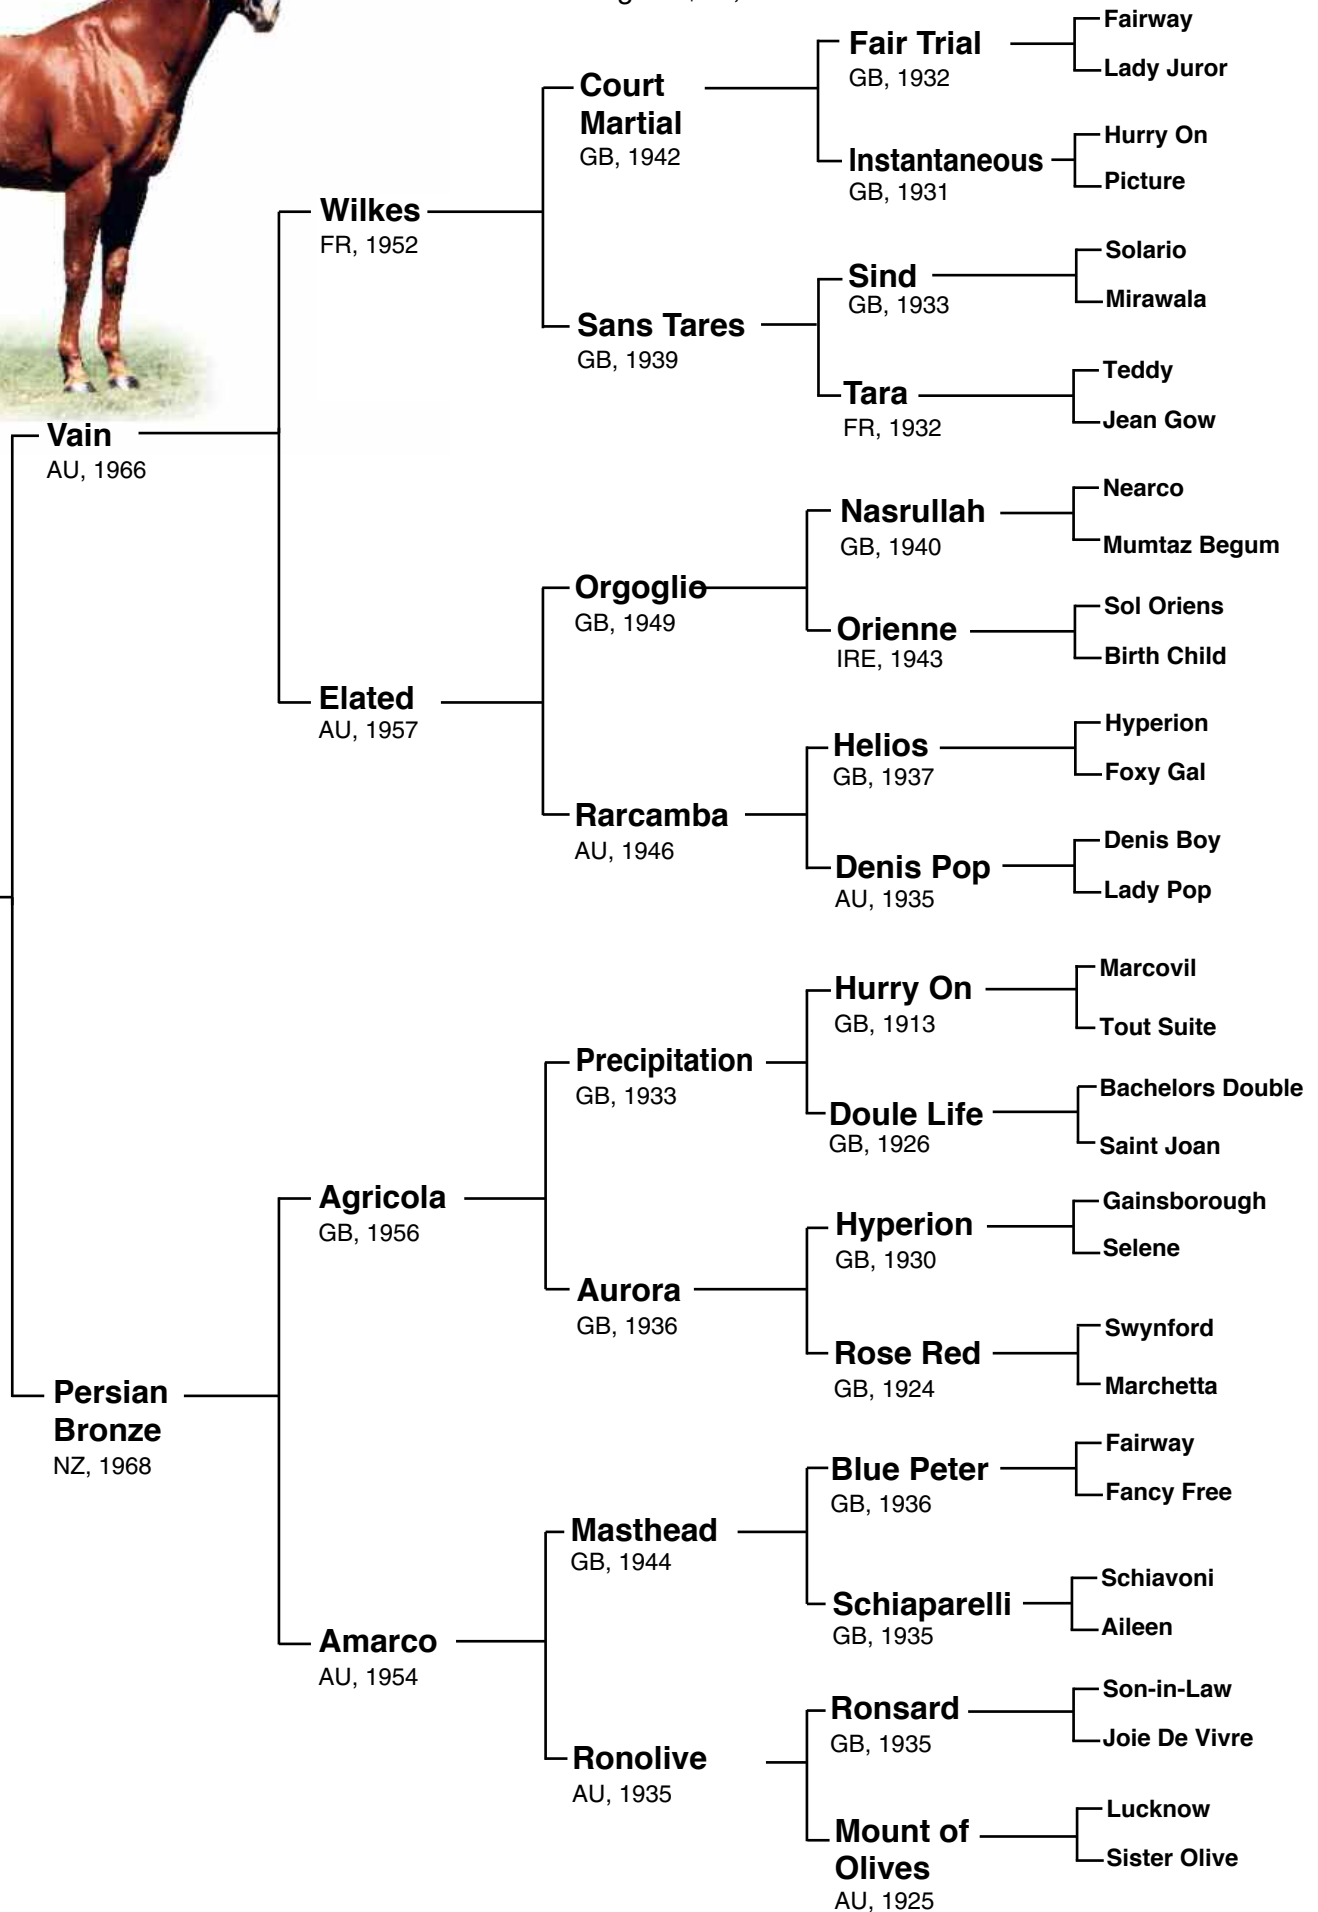 Fairway
Fair Trial
GB, 1932
Lady Juror
Court
Martial
GB, 1942
Hurry On
Instantaneous
GB, 1931
Picture
Wilkes
FR, 1952
Solario
Sind
GB, 1933
Mirawala
Sans Tares
GB, 1939
Teddy
Tara
FR, 1932
Jean Gow
Vain
AU, 1966
Nearco
Nasrullah
GB, 1940
Mumtaz Begum
Orgoglio
GB, 1949
Sol Oriens
Orienne
IRE, 1943
Birth Child
Elated
AU, 1957
Hyperion
Helios
GB, 1937
Foxy Gal
Rarcamba
AU, 1946
Denis Boy
Denis Pop
AU, 1935
Lady Pop
Marcovil
Hurry On
GB, 1913
Tout Suite
Precipitation
GB, 1933
Bachelors Double
Doule Life
GB, 1926
Saint Joan
Agricola
GB, 1956
Gainsborough
Hyperion
GB, 1930
Selene
Aurora
GB, 1936
Swynford
Rose Red
GB, 1924
Marchetta
Persian
Bronze
NZ, 1968
Fairway
Blue Peter
GB, 1936
Fancy Free
Masthead
GB, 1944
Schiavoni
Schiaparelli
GB, 1935
Aileen
Amarco
AU, 1954
Son-in-Law
Ronsard
GB, 1935
Joie De Vivre
Ronolive
AU, 1935
Lucknow
Mount of
Olives
AU, 1925
Sister Olive